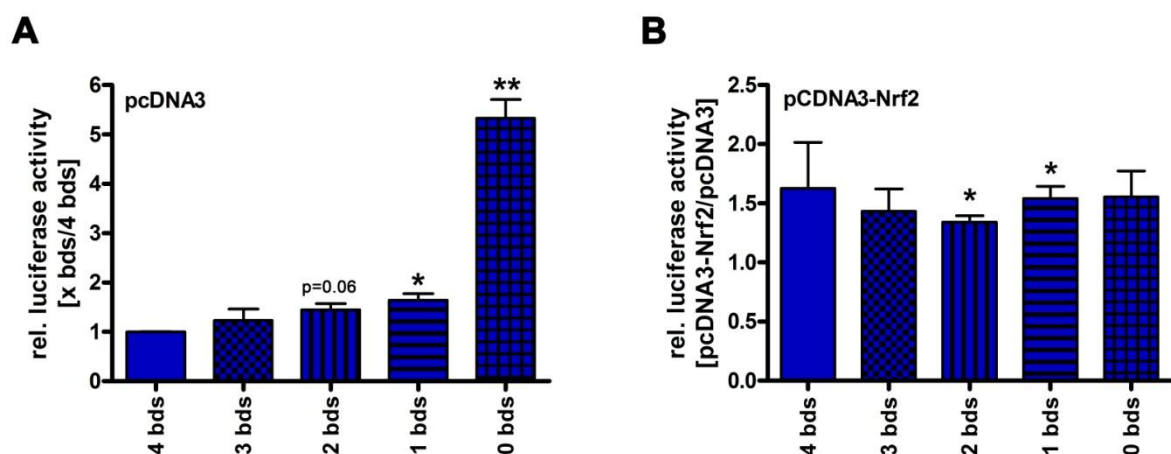 A
rel. luciferase activity
[x bds/4 bds]
6
5
4
3
2
1
0
pcDNA3
p=0.06
*
**
4 bds
3 bds
2 bds
1 bds
0 bds
B
rel. luciferase activity
[pcDNA3-Nrf2/pcDNA3]
2.5
2.0
1.5
1.0
0.5
0.0
pCDNA3-Nrf2
*
*
4 bds
3 bds
2 bds
1 bds
0 bds